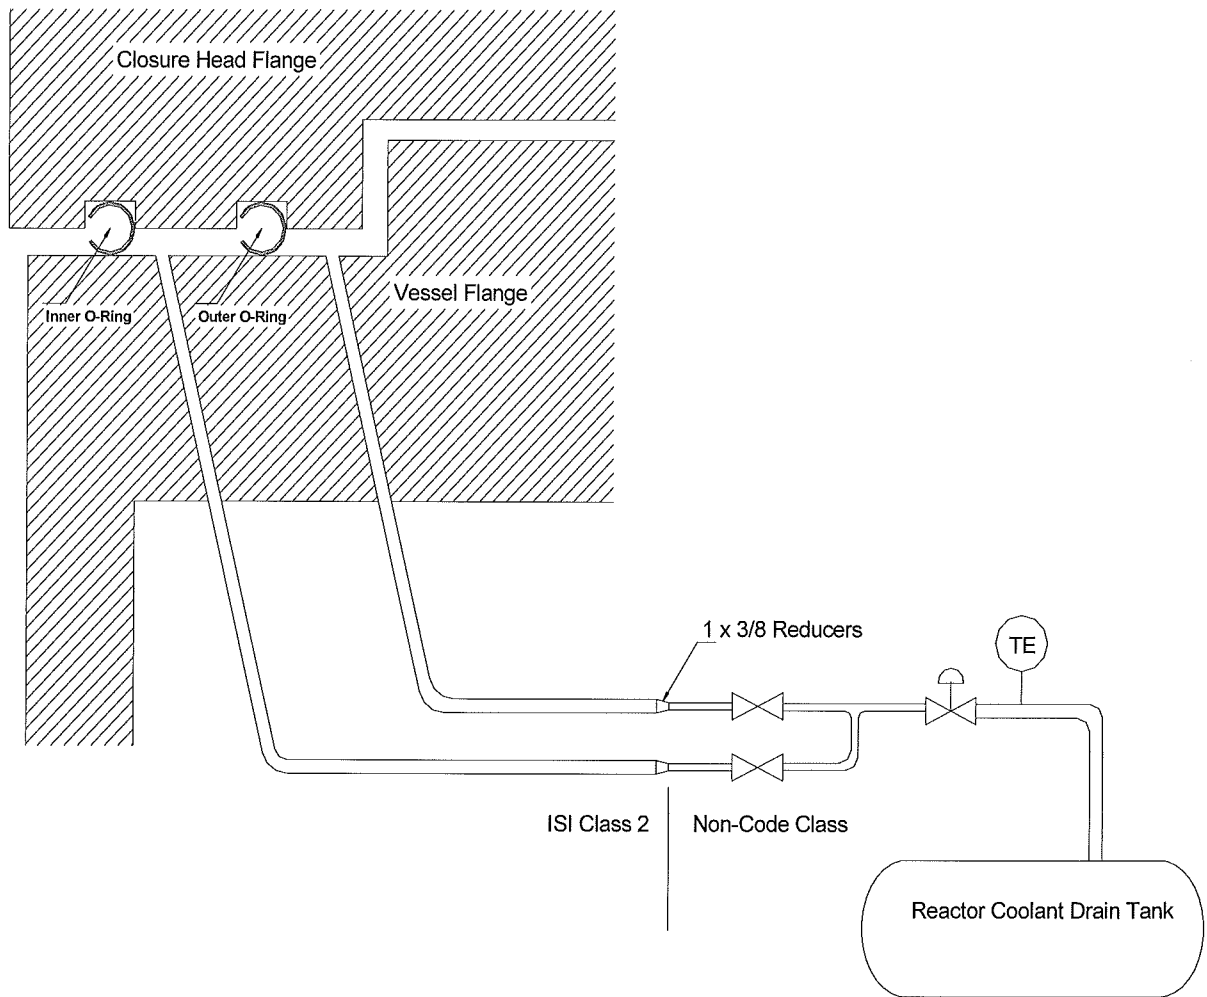 Closure Head Flange
Vessel Flange
Inner O-Ring
Outer O-Ring
1 x 3/8 Reducers
TE
ISI Class 2
Non-Code Class
Reactor Coolant Drain Tank